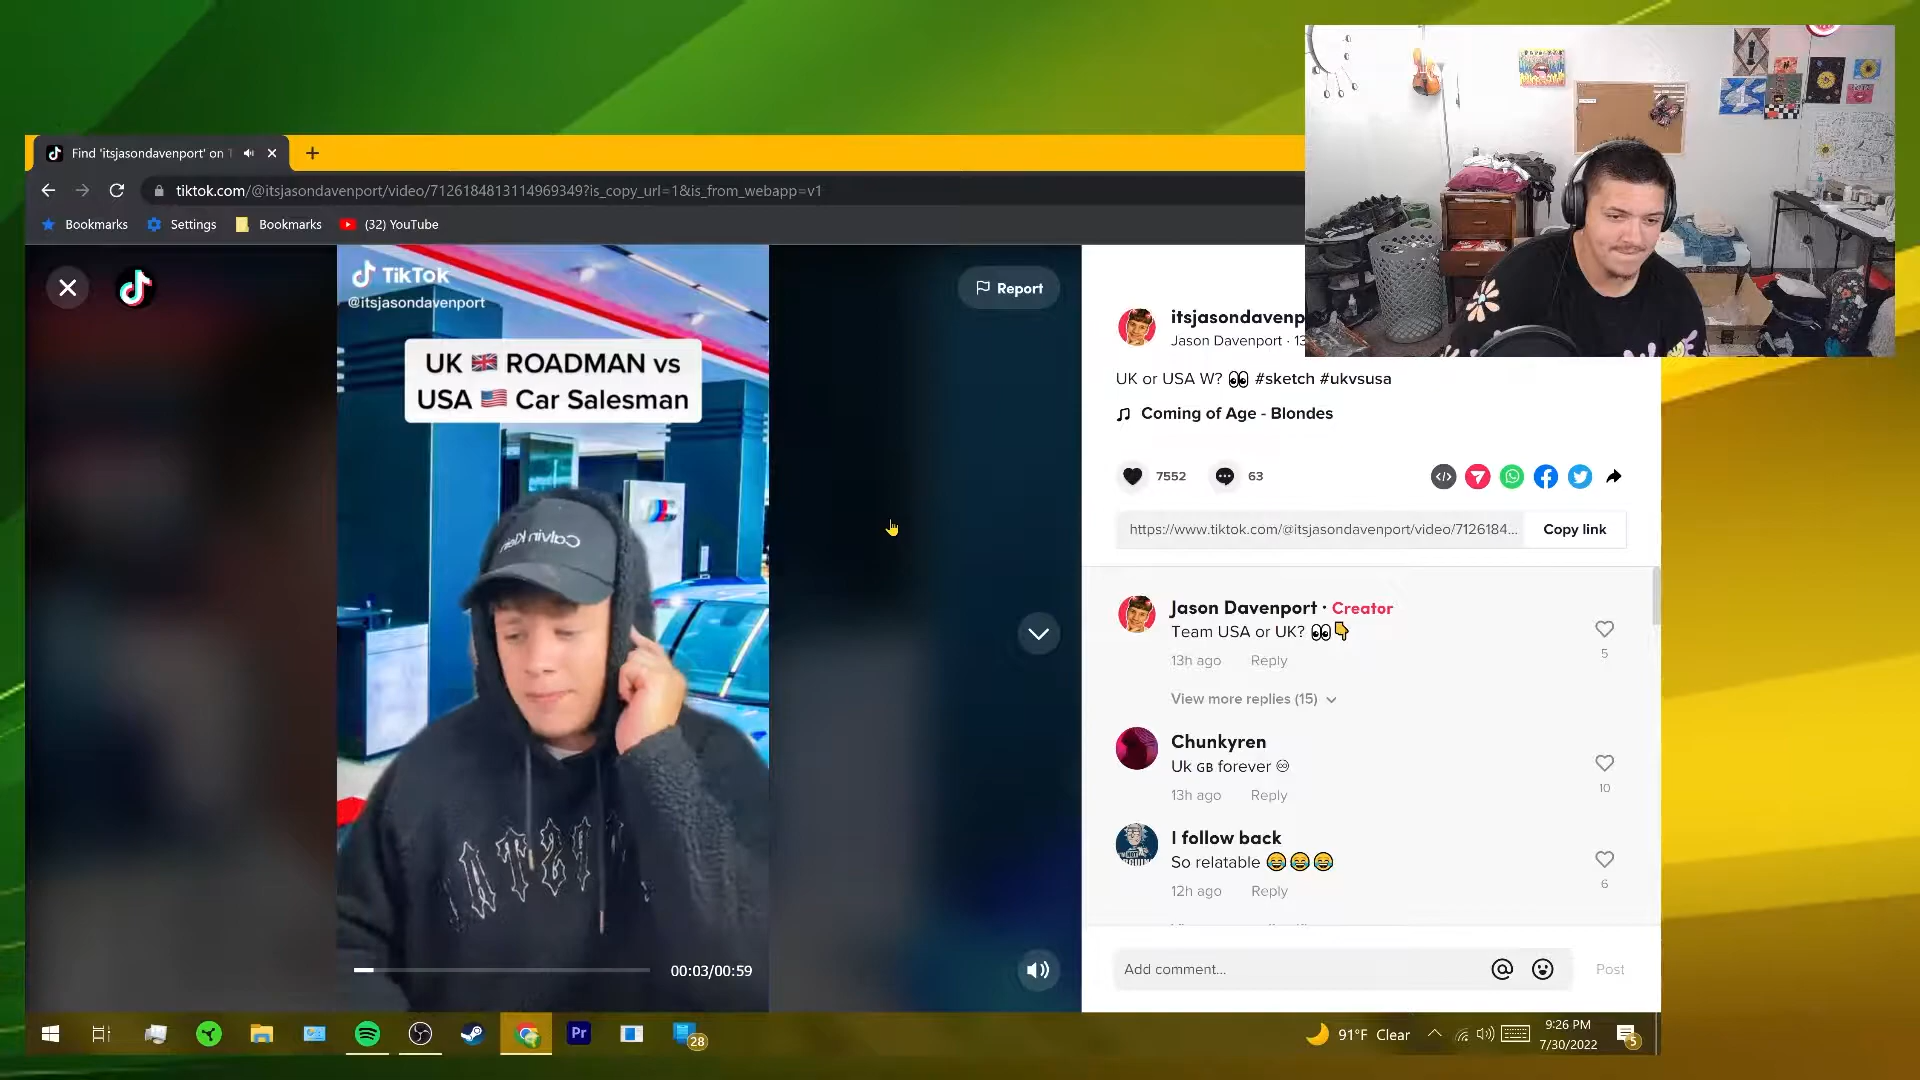 Find 'itsjasondavenport' on
tiktok.com/@itsjasondavenport/video/7126184813114969349?is_copy_url=1&is_from_webapp=v1
Bookmarks Settings Bookmarks (32) YouTube
TikTok
@itsjasondavenport
Report
UK 🇬🇧 ROADMAN vs
USA 🇺🇸 Car Salesman
Calvin Klein
00:03/00:59
itsjasondavenp
Jason Davenport · 13
UK or USA W? 👀 #sketch #ukvsusa
Coming of Age - Blondes
7552 63
https://www.tiktok.com/@itsjasondavenport/video/7126184... Copy link
Jason Davenport · Creator
Team USA or UK? 👀👇
5
13h ago Reply
View more replies (15)
Chunkyren
Uk GB forever ♾
10
13h ago Reply
I follow back
So relatable 😂😂😂
6
12h ago Reply
Add comment... Post
Pr
28
91°F Clear
9:26 PM
7/30/2022
5